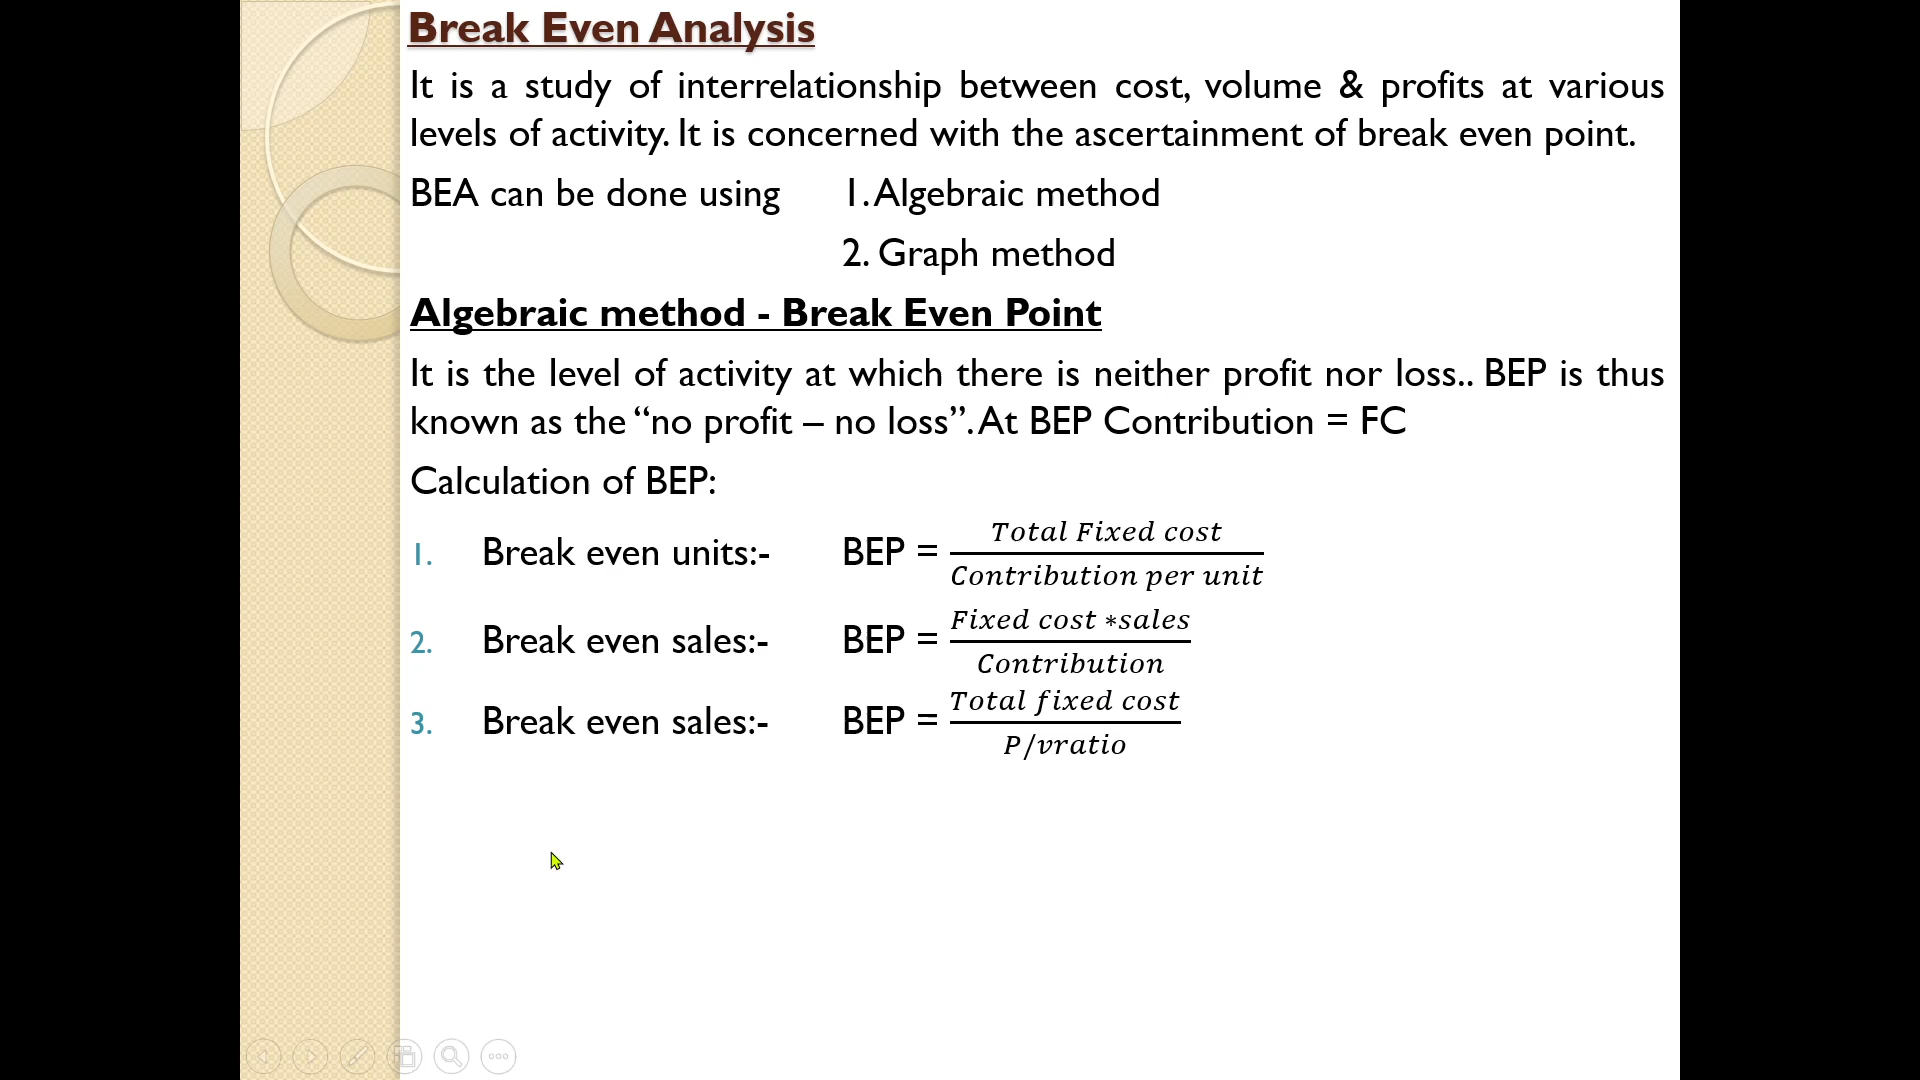 Break Even Analysis
It is a study of interrelationship between cost, volume & profits at various
levels of activity. It is concerned with the ascertainment of break even point.
BEA can be done using 1. Algebraic method
2. Graph method
Algebraic method - Break Even Point
It is the level of activity at which there is neither profit nor loss.. BEP is thus
known as the “no profit – no loss”. At BEP Contribution = FC
Calculation of BEP:
1. Break even units:- BEP = Total Fixed cost / Contribution per unit
2. Break even sales:- BEP = Fixed cost *sales / Contribution
3. Break even sales:- BEP = Total fixed cost / P/vratio